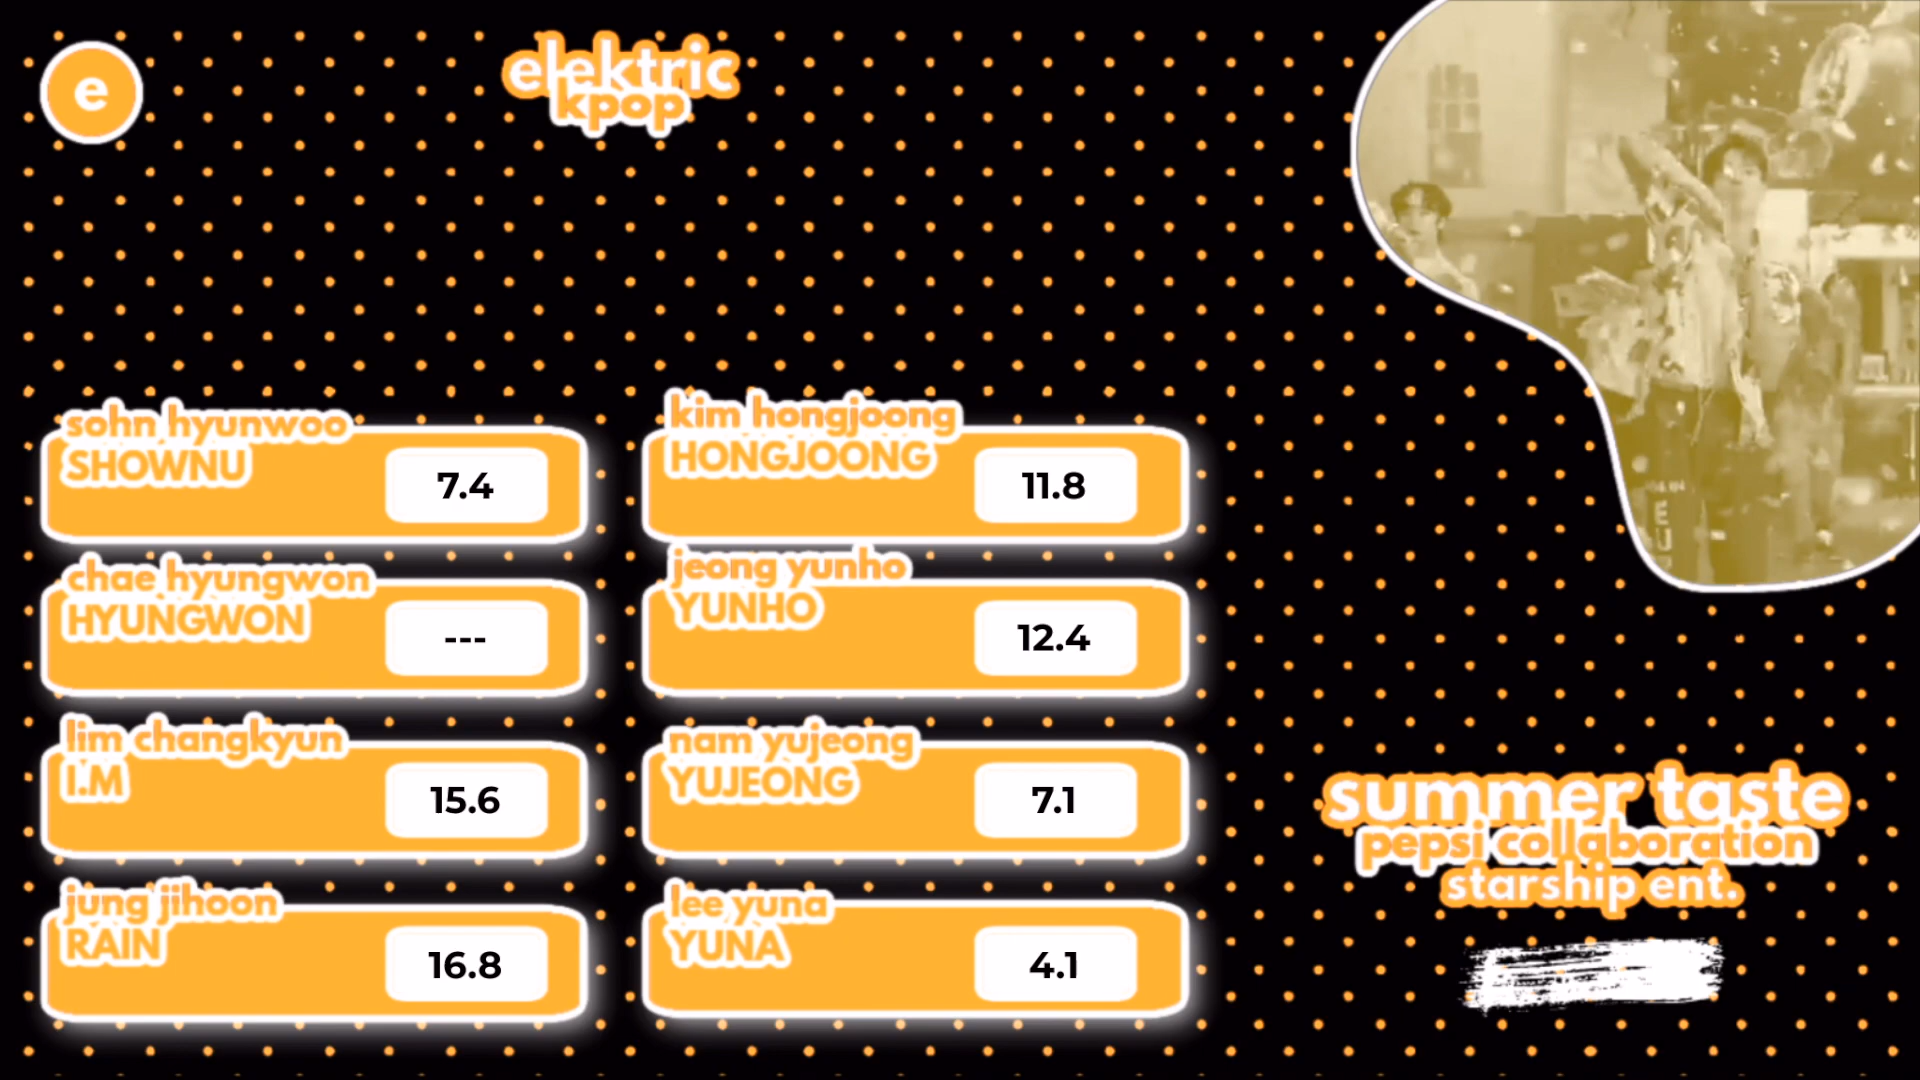 e
elektric
kpop
sohn hyunwoo
SHOWNU
7.4
kim hongjoong
HONGJOONG
11.8
chae hyungwon
HYUNGWON
---
jeong yunho
YUNHO
12.4
lim changkyun
I.M
15.6
nam yujeong
YUJEONG
7.1
jung jihoon
RAIN
16.8
lee yuna
YUNA
4.1
summer taste
pepsi collaboration
starship ent.